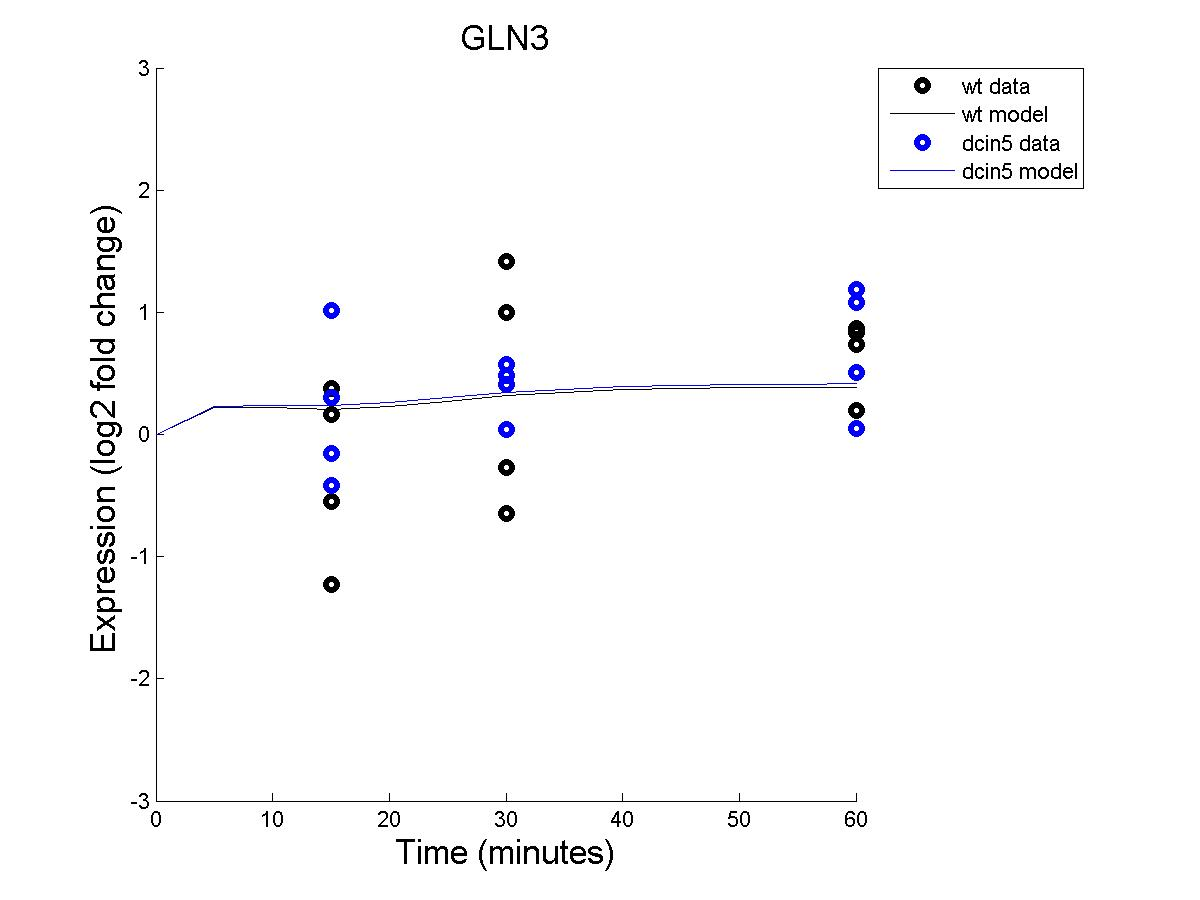 GLN3
wt data
wt model
dcin5 data
dcin5 model
Expression (log2 fold change)
3
2
1
0
-1
-2
-3
0 10 20 30 40 50 60
Time (minutes)